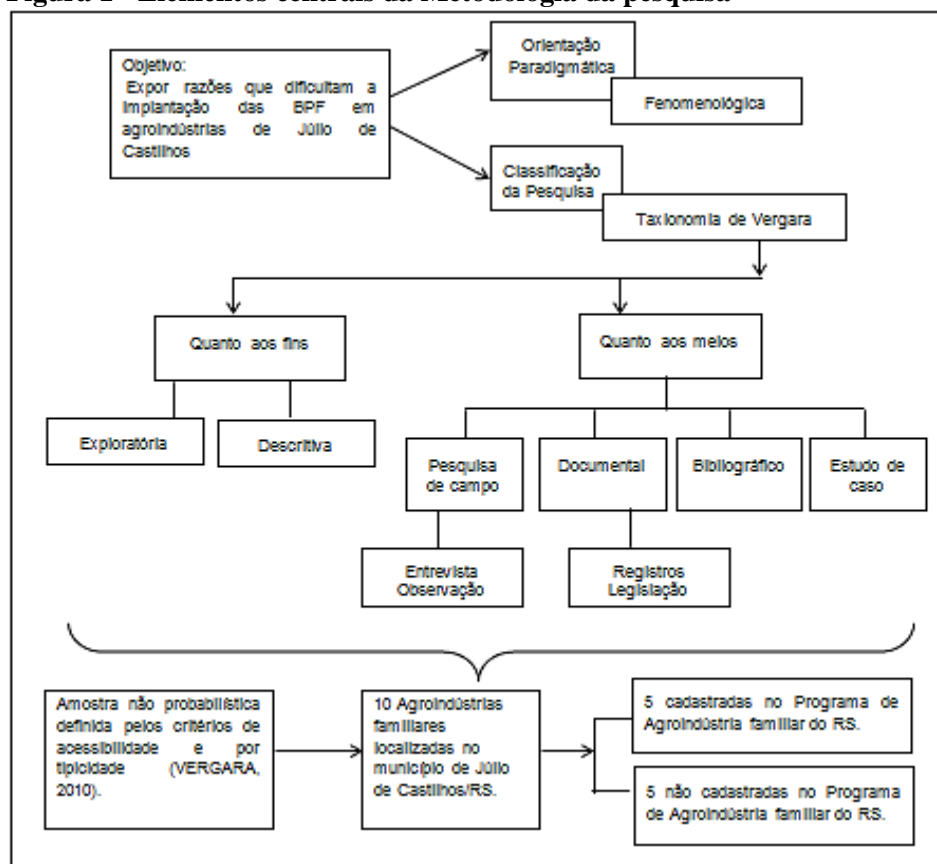 Figura 1 - Elementos centrais da Metodologia da pesquisa
Objetivo:
Expor razões que dificultam a
implantação das BPF em
agroindústrias de Júlio de
Castilhos
Orientação
Paradigmática
Fenomenológica
Classificação
da Pesquisa
Taxionomia de Vergara
Quanto aos fins
Quanto aos meios
Exploratória
Descritiva
Pesquisa
de campo
Documental
Bibliográfico
Estudo de
caso
Entrevista
Observação
Registros
Legislação
Amostra não probabilística
definida pelos critérios de
acessibilidade e por
tipicidade (VERGARA,
2010).
10 Agroindústrias
familiares
localizadas no
município de Júlio
de Castilhos/RS.
5 cadastradas no Programa de
Agroindústria familiar do RS.
5 não cadastradas no Programa
de Agroindústria familiar do RS.